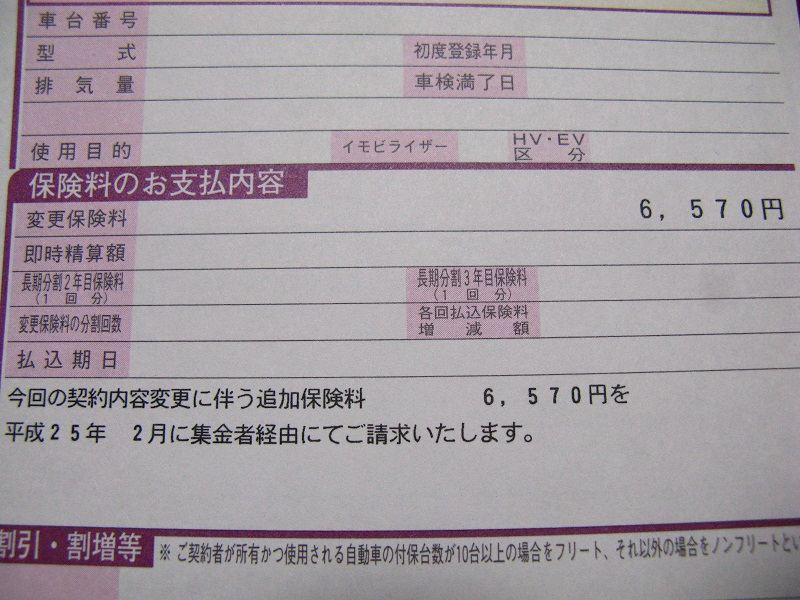 車台番号
型式 初度登録年月
排気量 車検満了日
使用目的 イモビライザー HV・EV区分
保険料のお支払内容
変更保険料 6,570円
即時精算額
長期分割2年目保険料(1回分) 長期分割3年目保険料(1回分)
変更保険料の分割回数 各回払込保険料増減額
払込期日
今回の契約内容変更に伴う追加保険料 6,570円を
平成25年 2月に集金者経由にてご請求いたします。
割引・割増等 ※ご契約者が所有かつ使用される自動車の付保台数が10台以上の場合をフリート、それ以外の場合をノンフリートとい